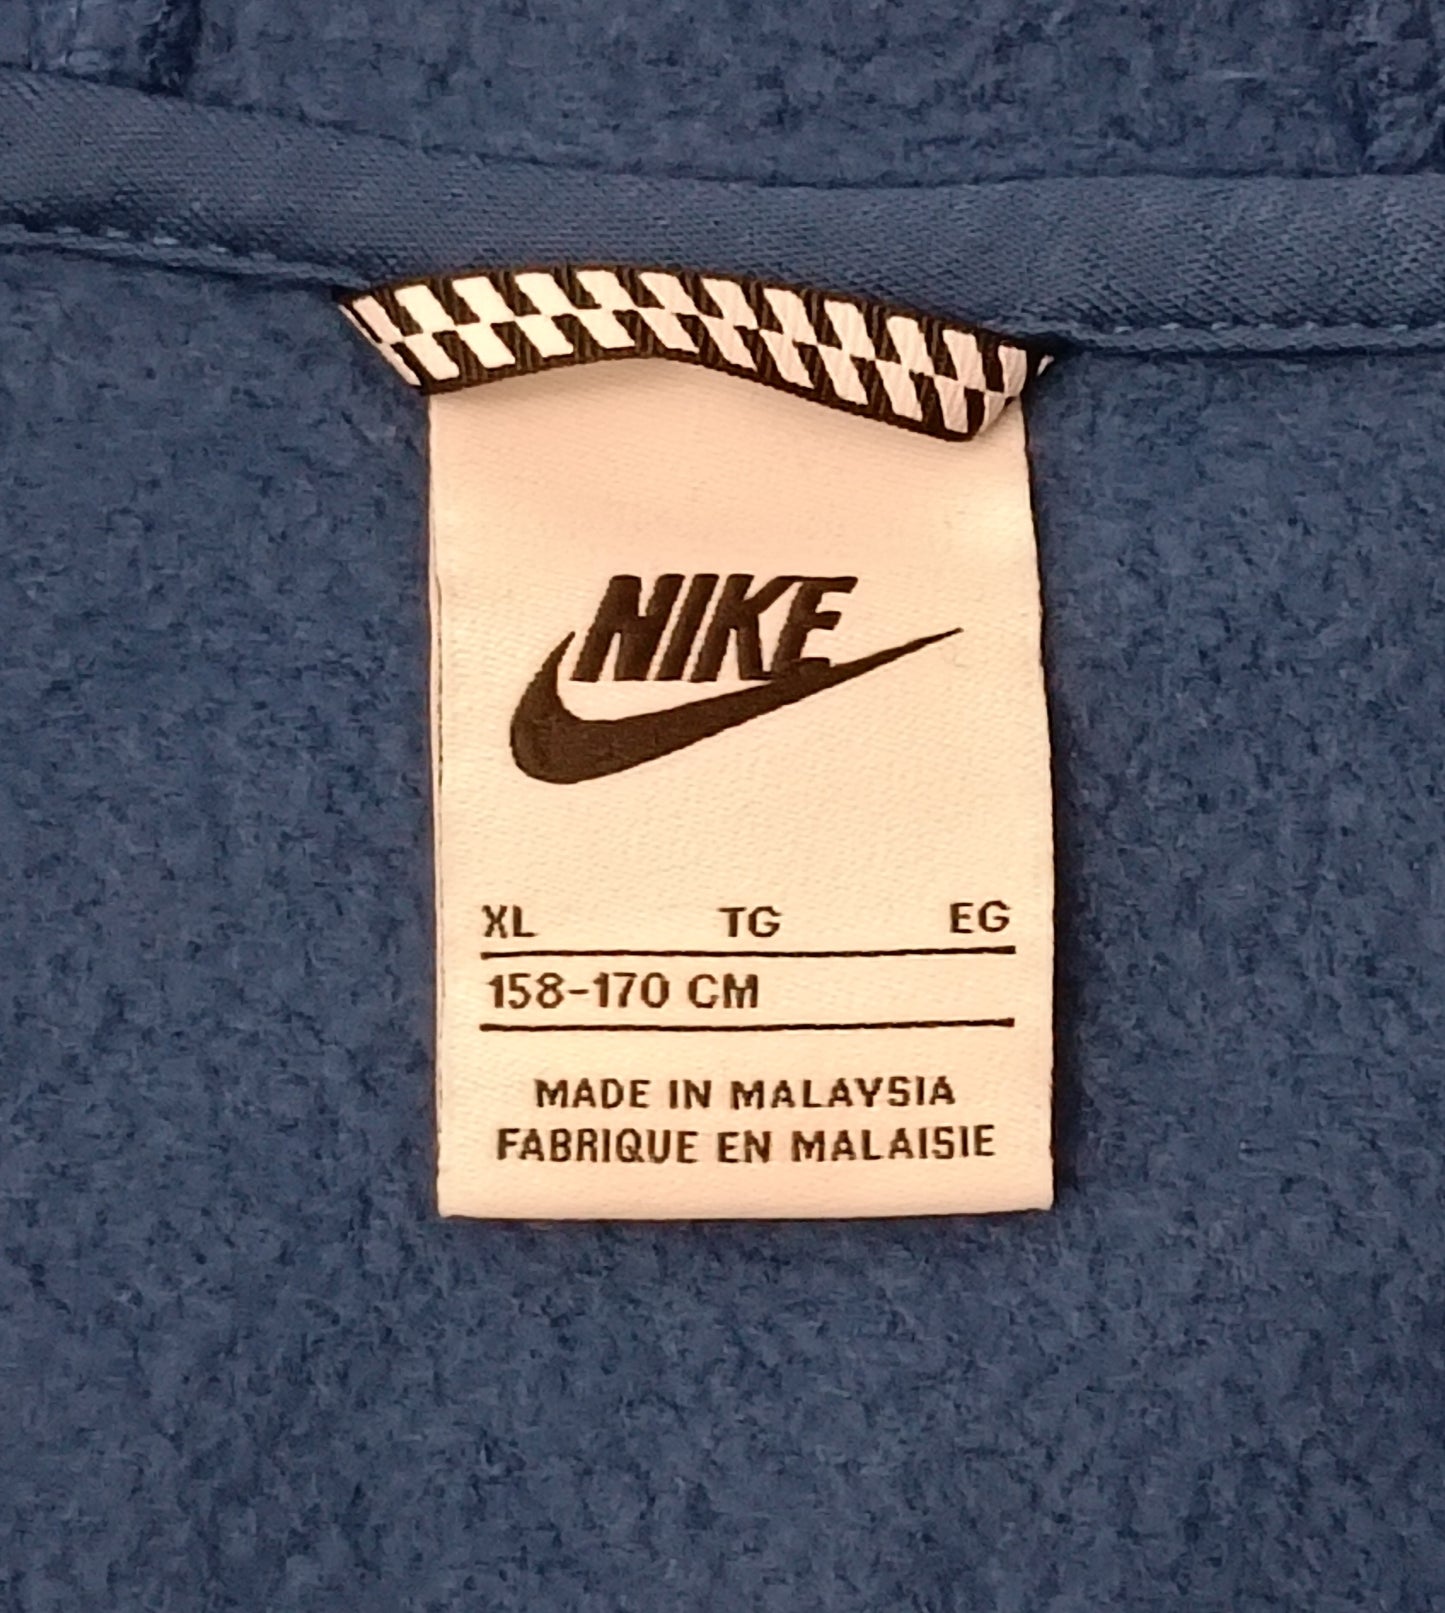 NIKE
XL TG EG
158-170 CM
MADE IN MALAYSIA
FABRIQUE EN MALAISIE